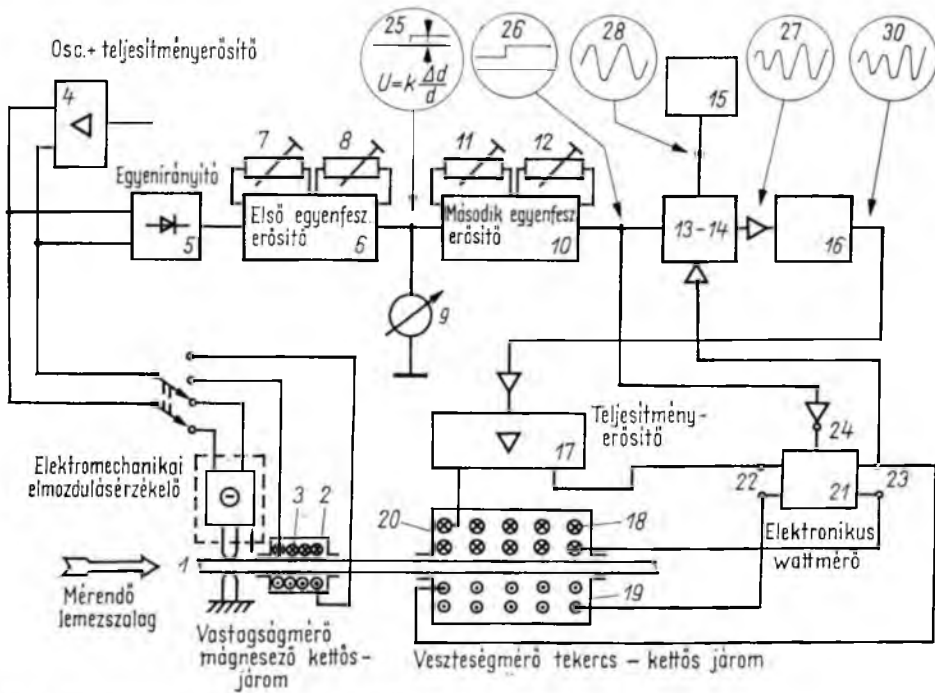 25
26
28
27
30
Osc.+ teljesítményerősítő
4
U=k Δd/d
15
7
8
11
12
Egyenirányító
5
Első egyenfesz.
erősítő
6
Második egyenfesz.
erősítő
10
13-14
16
9
Teljesítmény-
erősítő
17
24
22
21
23
Elektronikus
wattmérő
Elektromechanikai
elmozdulásérzékelő
3
2
20
18
19
1
Mérendő
lemezszalag
Vastagságmérő
mágnesező kettős-
járom
Veszteségmérő tekercs – kettős járom